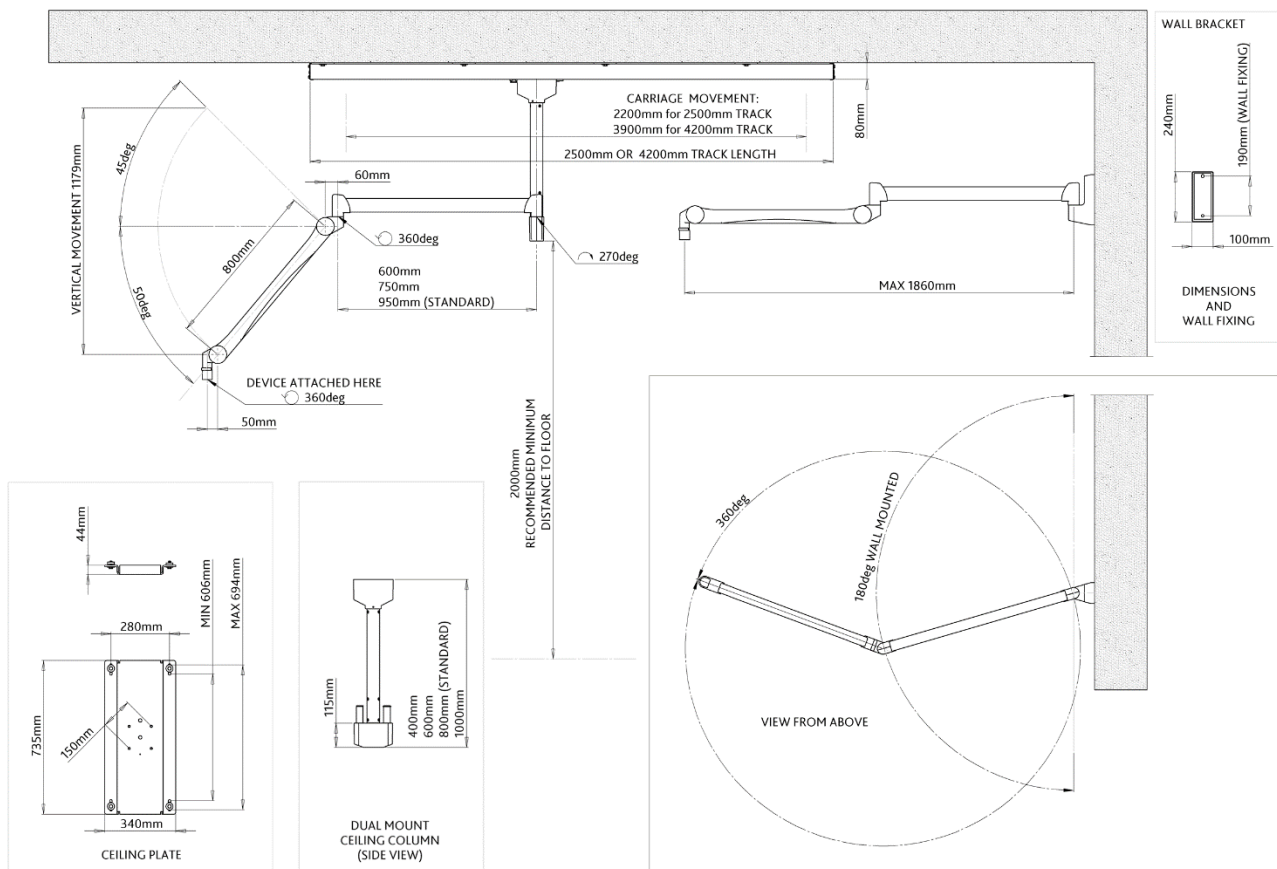 WALL BRACKET
240mm
190mm (WALL FIXING)
100mm
DIMENSIONS
AND
WALL FIXING
CARRIAGE MOVEMENT:
2200mm for 2500mm TRACK
3900mm for 4200mm TRACK
2500mm OR 4200mm TRACK LENGTH
80mm
VERTICAL MOVEMENT 1179mm
45deg
50deg
60mm
800mm
360deg
270deg
600mm
750mm
950mm (STANDARD)
MAX 1860mm
DEVICE ATTACHED HERE
360deg
50mm
2000mm
RECOMMENDED MINIMUM
DISTANCE TO FLOOR
44mm
280mm
MIN 606mm
MAX 694mm
735mm
150mm
340mm
CEILING PLATE
115mm
400mm
600mm
800mm (STANDARD)
1000mm
DUAL MOUNT
CEILING COLUMN
(SIDE VIEW)
360deg
180deg WALL MOUNTED
VIEW FROM ABOVE